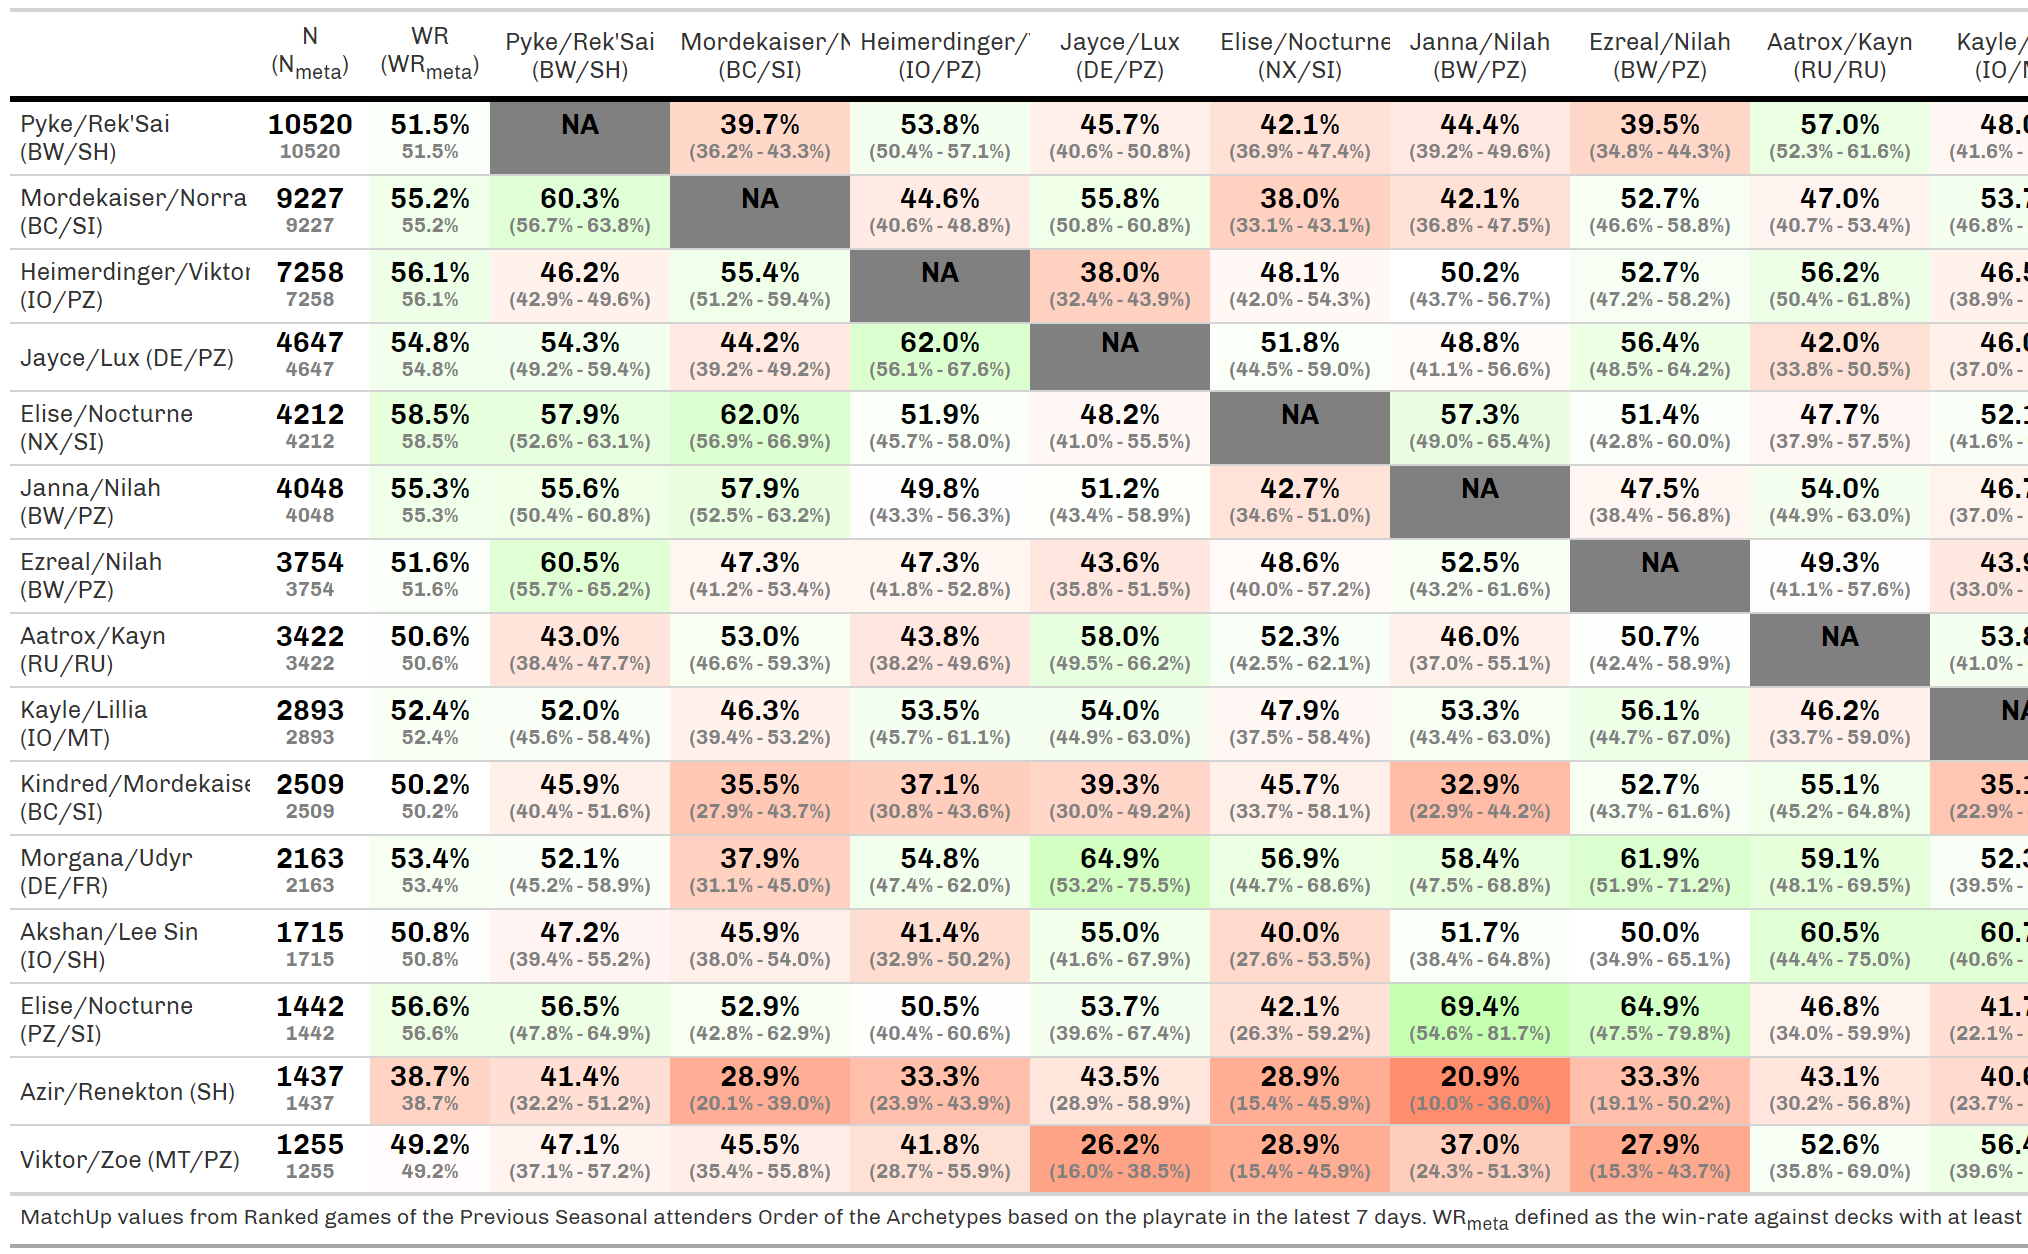 N WR Pyke/Rek'Sai Mordekaiser/N Heimerdinger/ Jayce/Lux Elise/Nocturne Janna/Nilah Ezreal/Nilah Aatrox/Kayn Kayle/
(Nmeta) (WRmeta) (BW/SH) (BC/SI) (IO/PZ) (DE/PZ) (NX/SI) (BW/PZ) (BW/PZ) (RU/RU) (IO/M
Pyke/Rek'Sai 10520 51.5% NA 39.7% 53.8% 45.7% 42.1% 44.4% 39.5% 57.0% 48.0
(BW/SH) 10520 51.5% (36.2% - 43.3%) (50.4% - 57.1%) (40.6% - 50.8%) (36.9% - 47.4%) (39.2% - 49.6%) (34.8% - 44.3%) (52.3% - 61.6%) (41.6% -
Mordekaiser/Norra 9227 55.2% 60.3% NA 44.6% 55.8% 38.0% 42.1% 52.7% 47.0% 53.7
(BC/SI) 9227 55.2% (56.7% - 63.8%) (40.6% - 48.8%) (50.8% - 60.8%) (33.1% - 43.1%) (36.8% - 47.5%) (46.6% - 58.8%) (40.7% - 53.4%) (46.8% -
Heimerdinger/Viktor 7258 56.1% 46.2% 55.4% NA 38.0% 48.1% 50.2% 52.7% 56.2% 46.5
(IO/PZ) 7258 56.1% (42.9% - 49.6%) (51.2% - 59.4%) (32.4% - 43.9%) (42.0% - 54.3%) (43.7% - 56.7%) (47.2% - 58.2%) (50.4% - 61.8%) (38.9% -
Jayce/Lux (DE/PZ) 4647 54.8% 54.3% 44.2% 62.0% NA 51.8% 48.8% 56.4% 42.0% 46.0
4647 54.8% (49.2% - 59.4%) (39.2% - 49.2%) (56.1% - 67.6%) (44.5% - 59.0%) (41.1% - 56.6%) (48.5% - 64.2%) (33.8% - 50.5%) (37.0% -
Elise/Nocturne 4212 58.5% 57.9% 62.0% 51.9% 48.2% NA 57.3% 51.4% 47.7% 52.1
(NX/SI) 4212 58.5% (52.6% - 63.1%) (56.9% - 66.9%) (45.7% - 58.0%) (41.0% - 55.5%) (49.0% - 65.4%) (42.8% - 60.0%) (37.9% - 57.5%) (41.6% -
Janna/Nilah 4048 55.3% 55.6% 57.9% 49.8% 51.2% 42.7% NA 47.5% 54.0% 46.7
(BW/PZ) 4048 55.3% (50.4% - 60.8%) (52.5% - 63.2%) (43.3% - 56.3%) (43.4% - 58.9%) (34.6% - 51.0%) (38.4% - 56.8%) (44.9% - 63.0%) (37.0% -
Ezreal/Nilah 3754 51.6% 60.5% 47.3% 47.3% 43.6% 48.6% 52.5% NA 49.3% 43.9
(BW/PZ) 3754 51.6% (55.7% - 65.2%) (41.2% - 53.4%) (41.8% - 52.8%) (35.8% - 51.5%) (40.0% - 57.2%) (43.2% - 61.6%) (41.1% - 57.6%) (33.0% -
Aatrox/Kayn 3422 50.6% 43.0% 53.0% 43.8% 58.0% 52.3% 46.0% 50.7% NA 53.8
(RU/RU) 3422 50.6% (38.4% - 47.7%) (46.6% - 59.3%) (38.2% - 49.6%) (49.5% - 66.2%) (42.5% - 62.1%) (37.0% - 55.1%) (42.4% - 58.9%) (41.0% -
Kayle/Lillia 2893 52.4% 52.0% 46.3% 53.5% 54.0% 47.9% 53.3% 56.1% 46.2% NA
(IO/MT) 2893 52.4% (45.6% - 58.4%) (39.4% - 53.2%) (45.7% - 61.1%) (44.9% - 63.0%) (37.5% - 58.4%) (43.4% - 63.0%) (44.7% - 67.0%) (33.7% - 59.0%)
Kindred/Mordekaise 2509 50.2% 45.9% 35.5% 37.1% 39.3% 45.7% 32.9% 52.7% 55.1% 35.1
(BC/SI) 2509 50.2% (40.4% - 51.6%) (27.9% - 43.7%) (30.8% - 43.6%) (30.0% - 49.2%) (33.7% - 58.1%) (22.9% - 44.2%) (43.7% - 61.6%) (45.2% - 64.8%) (22.9% -
Morgana/Udyr 2163 53.4% 52.1% 37.9% 54.8% 64.9% 56.9% 58.4% 61.9% 59.1% 52.3
(DE/FR) 2163 53.4% (45.2% - 58.9%) (31.1% - 45.0%) (47.4% - 62.0%) (53.2% - 75.5%) (44.7% - 68.6%) (47.5% - 68.8%) (51.9% - 71.2%) (48.1% - 69.5%) (39.5% -
Akshan/Lee Sin 1715 50.8% 47.2% 45.9% 41.4% 55.0% 40.0% 51.7% 50.0% 60.5% 60.7
(IO/SH) 1715 50.8% (39.4% - 55.2%) (38.0% - 54.0%) (32.9% - 50.2%) (41.6% - 67.9%) (27.6% - 53.5%) (38.4% - 64.8%) (34.9% - 65.1%) (44.4% - 75.0%) (40.6% -
Elise/Nocturne 1442 56.6% 56.5% 52.9% 50.5% 53.7% 42.1% 69.4% 64.9% 46.8% 41.7
(PZ/SI) 1442 56.6% (47.8% - 64.9%) (42.8% - 62.9%) (40.4% - 60.6%) (39.6% - 67.4%) (26.3% - 59.2%) (54.6% - 81.7%) (47.5% - 79.8%) (34.0% - 59.9%) (22.1% -
Azir/Renekton (SH) 1437 38.7% 41.4% 28.9% 33.3% 43.5% 28.9% 20.9% 33.3% 43.1% 40.6
1437 38.7% (32.2% - 51.2%) (20.1% - 39.0%) (23.9% - 43.9%) (28.9% - 58.9%) (15.4% - 45.9%) (10.0% - 36.0%) (19.1% - 50.2%) (30.2% - 56.8%) (23.7% -
Viktor/Zoe (MT/PZ) 1255 49.2% 47.1% 45.5% 41.8% 26.2% 28.9% 37.0% 27.9% 52.6% 56.4
1255 49.2% (37.1% - 57.2%) (35.4% - 55.8%) (28.7% - 55.9%) (16.0% - 38.5%) (15.4% - 45.9%) (24.3% - 51.3%) (15.3% - 43.7%) (35.8% - 69.0%) (39.6% -
MatchUp values from Ranked games of the Previous Seasonal attenders Order of the Archetypes based on the playrate in the latest 7 days. WRmeta defined as the win-rate against decks with at least